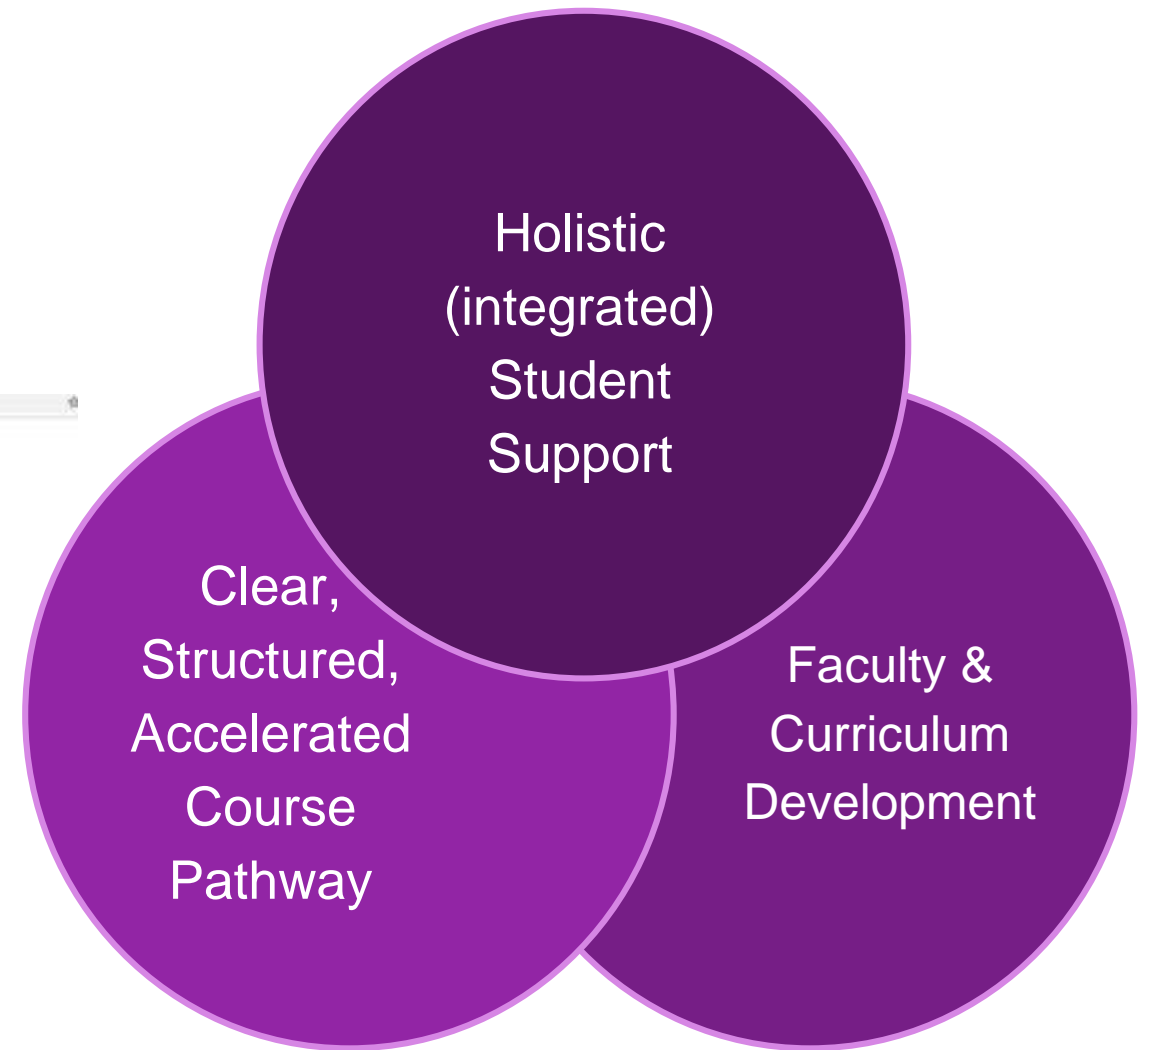 Holistic
(integrated)
Student
Support
Clear,
Structured,
Accelerated
Course
Pathway
Faculty &
Curriculum
Development